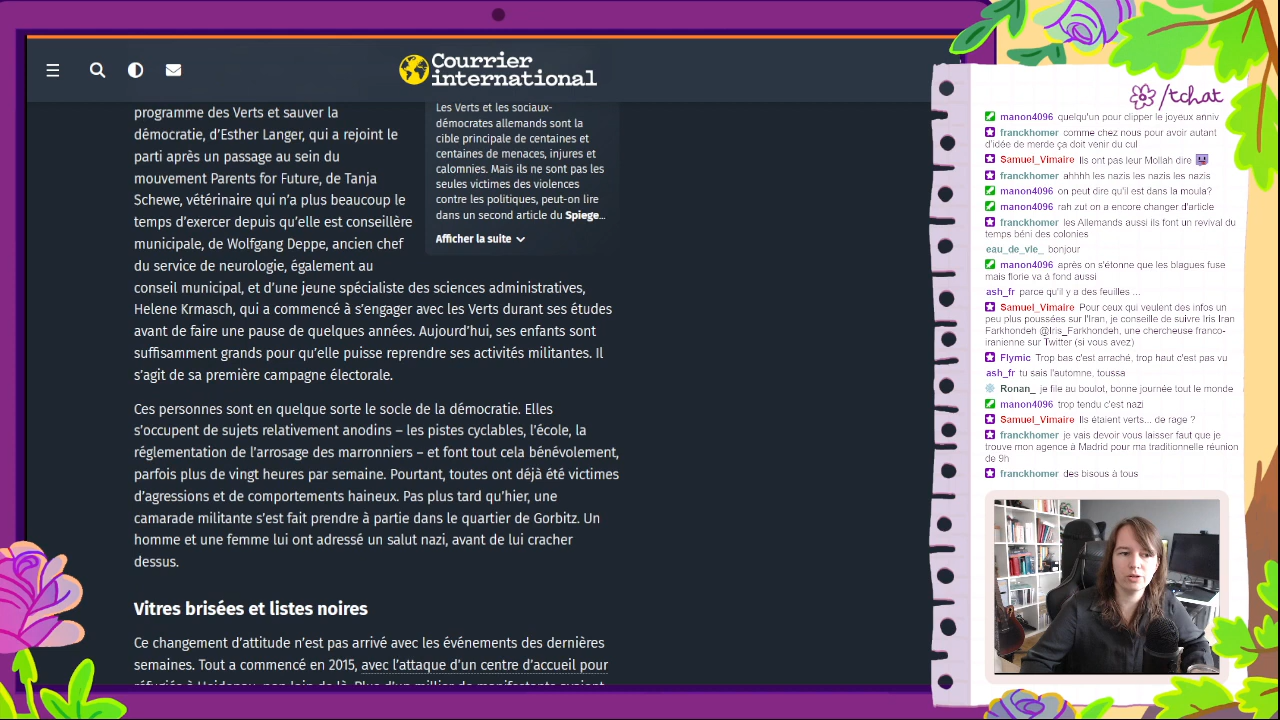 Courrier
international
programme des Verts et sauver la
démocratie, d'Esther Langer, qui a rejoint le
parti après un passage au sein du
mouvement Parents for Future, de Tanja
Schewe, vétérinaire qui n'a plus beaucoup le
temps d'exercer depuis qu'elle est conseillère
municipale, de Wolfgang Deppe, ancien chef
du service de neurologie, également au
conseil municipal, et d'une jeune spécialiste des sciences administratives,
Helene Krmasch, qui a commencé à s'engager avec les Verts durant ses études
avant de faire une pause de quelques années. Aujourd'hui, ses enfants sont
suffisamment grands pour qu'elle puisse reprendre ses activités militantes. Il
s'agit de sa première campagne électorale.
Les Verts et les sociaux-
démocrates allemands sont la
cible principale de centaines et
centaines de menaces, injures et
calomnies. Mais ils ne sont pas les
seules victimes des violences
contre les politiques, peut-on lire
dans un second article du Spiege…
Afficher la suite
Ces personnes sont en quelque sorte le socle de la démocratie. Elles
s'occupent de sujets relativement anodins – les pistes cyclables, l'école, la
réglementation de l'arrosage des marronniers – et font tout cela bénévolement,
parfois plus de vingt heures par semaine. Pourtant, toutes ont déjà été victimes
d'agressions et de comportements haineux. Pas plus tard qu'hier, une
camarade militante s'est fait prendre à partie dans le quartier de Gorbitz. Un
homme et une femme lui ont adressé un salut nazi, avant de lui cracher
dessus.
Vitres brisées et listes noires
Ce changement d'attitude n'est pas arrivé avec les événements des dernières
semaines. Tout a commencé en 2015, avec l'attaque d'un centre d'accueil pour
/tchat
manon4096 quelqu'un pour clipper le joyeux anniv
franckhomer comme chez nous pour avoir autant
d'idée de merde ça doit venir du cul
Samuel_Vimaire Ils ont pas leur Moilah dire
franckhomer ahhhh les nazis les nazis les nazis
manon4096 on peut dire qu'il est dans la moula?
manon4096 rah zut on a encore changer d'article
franckhomer les Allemands aussi ils font un revival du
temps béni des colonies
eau_de_vie_ bonjour
manon4096 après on s'étonne que les blagues fuse
mais florie va à fond aussi
ash_fr parce qu'il y a des feuilles ...
Samuel_Vimaire Pour ceux qui veulent des infos un
peu plus poussées sur l'Iran, je conseille de suivre Iris Iran
Farkhondeh @Iris_Farkhondeh, une chercheuse franco-
iranienne sur Twitter (si vous avez)
Flymic Trop bas c'est arraché, trop haut c'est pas vu
ash_fr tu sais l'automne, toussa
Ronan_ je file au boulot, bonne journée tout le monde
manon4096 trop tendu c'est nazi
Samuel_Vimaire Ils étaient verts... de rage ?
franckhomer je vais devoir vous laisser faut que je
trouve mon agence à Madrid pour ma traditionnelle réunion
de 9h
franckhomer des bisous à tous